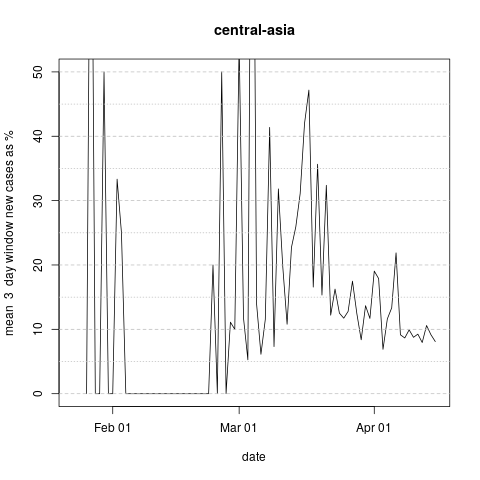 central-asia
mean 3 day window new cases as %
50
40
30
20
10
0
Feb 01
Mar 01
Apr 01
date